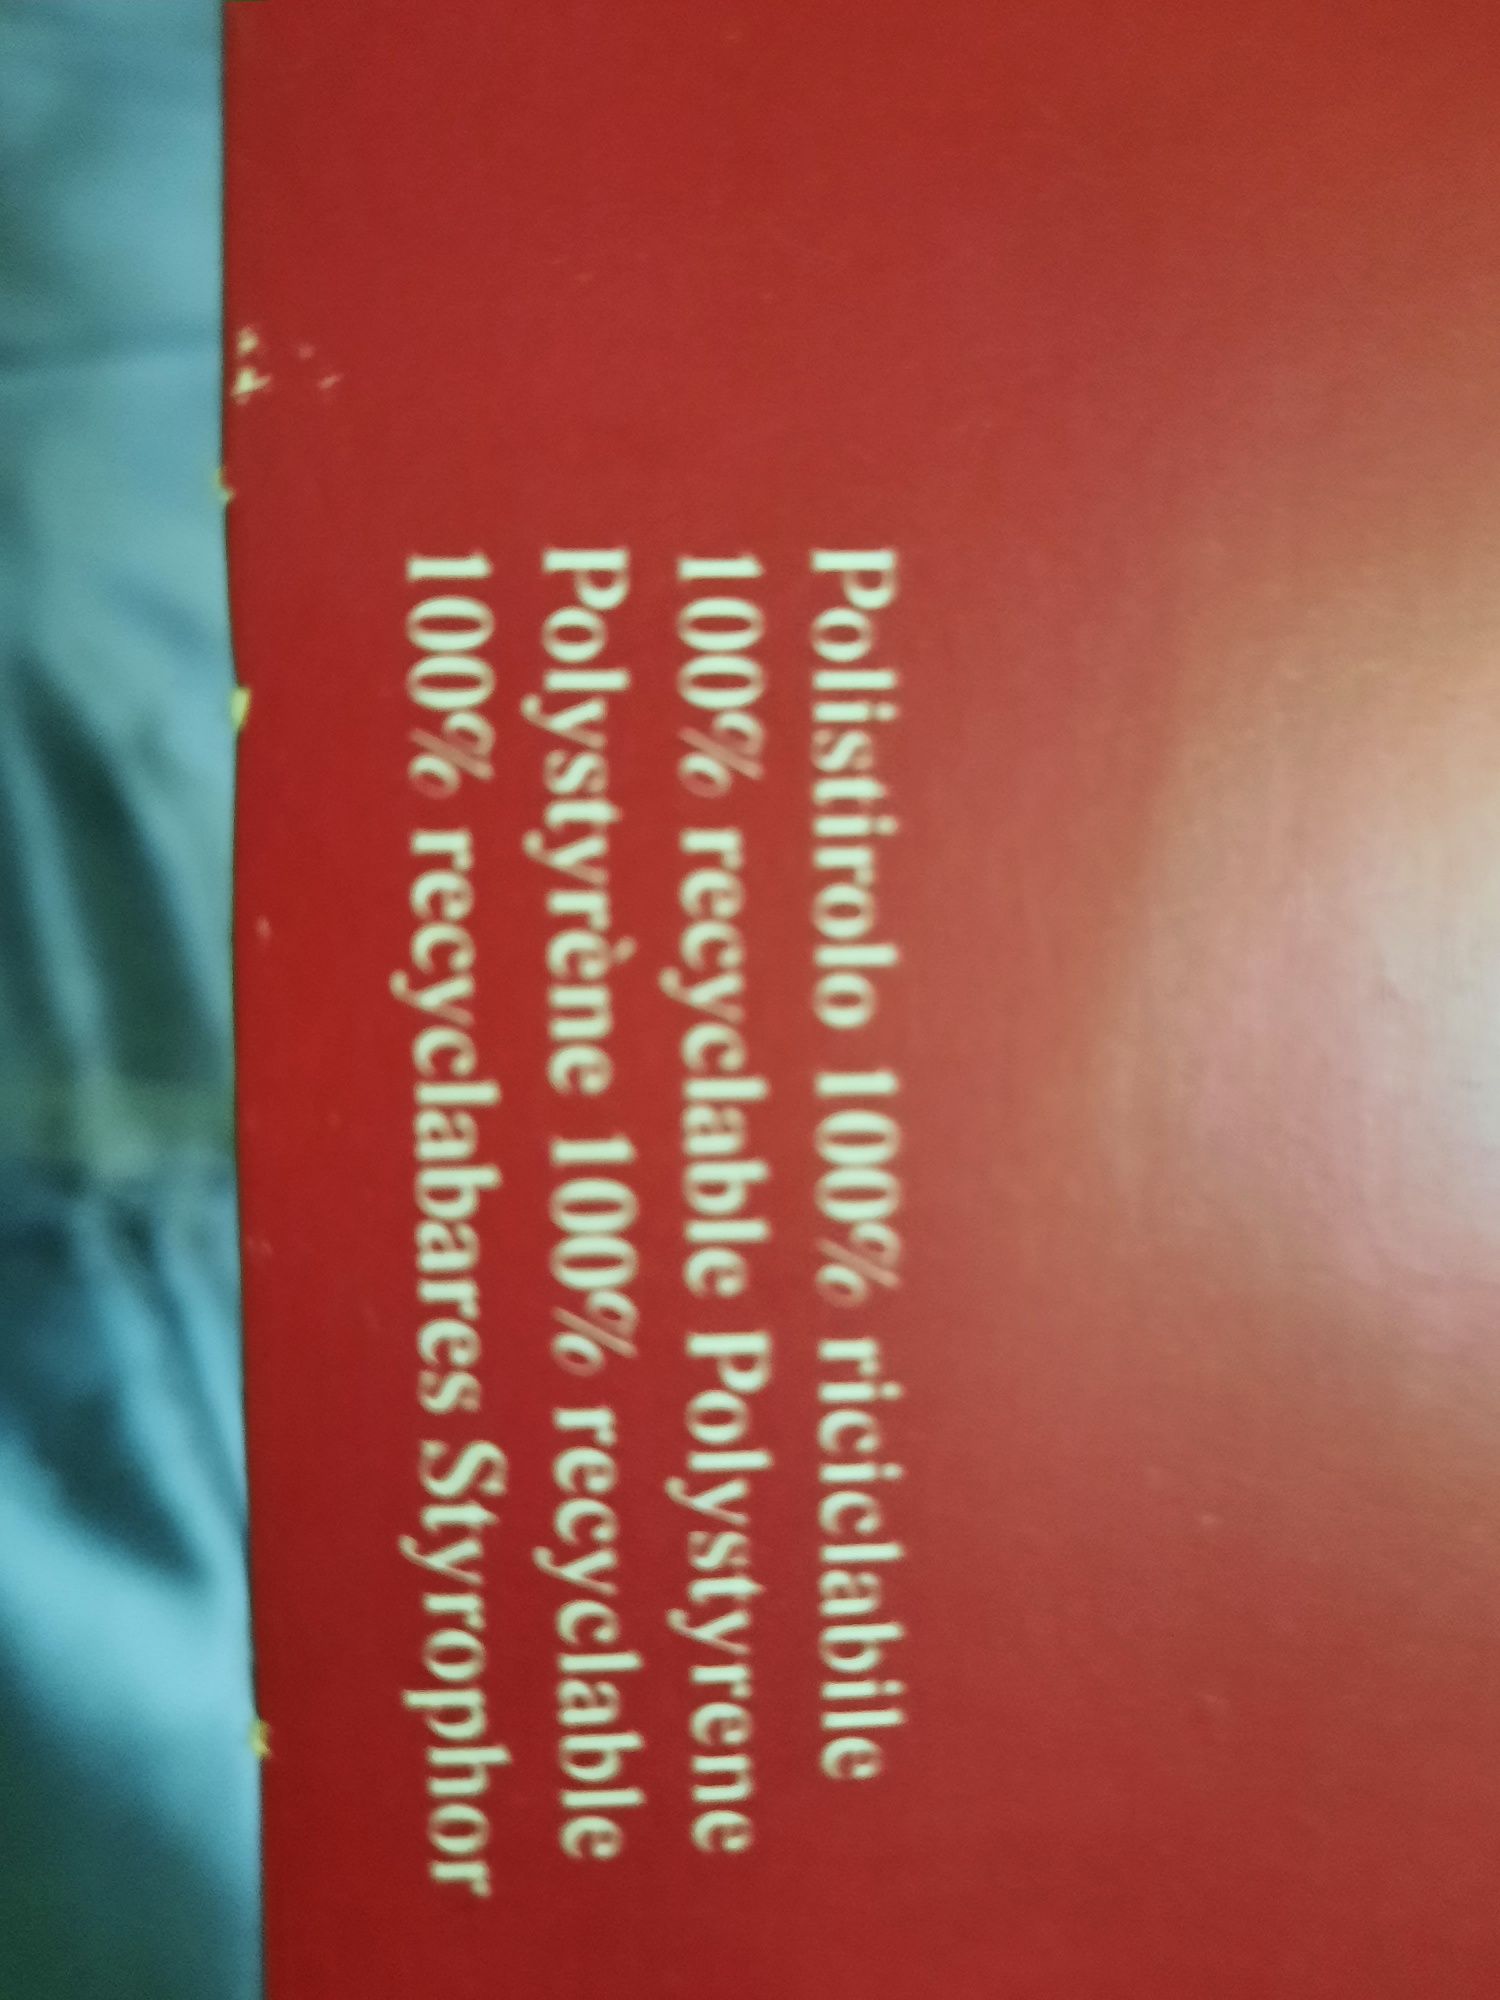 Polistirolo 100% riciclabile
100% recyclable Polystyrene
Polystyrène 100% recyclable
100% recyclabares Styrophor